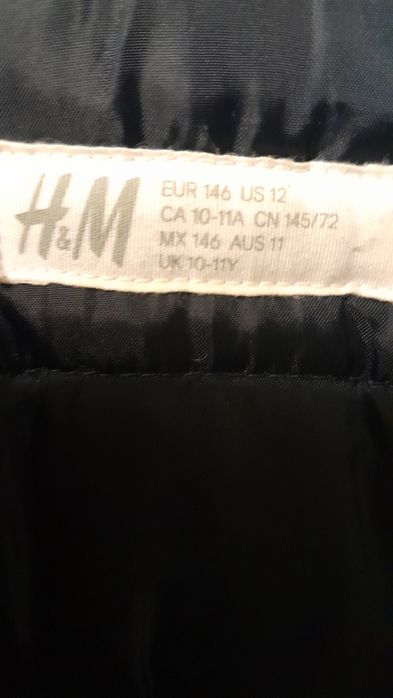 H&M
EUR 146 US 12
CA 10-11A CN 145/72
MX 146 AUS 11
UK 10-11Y